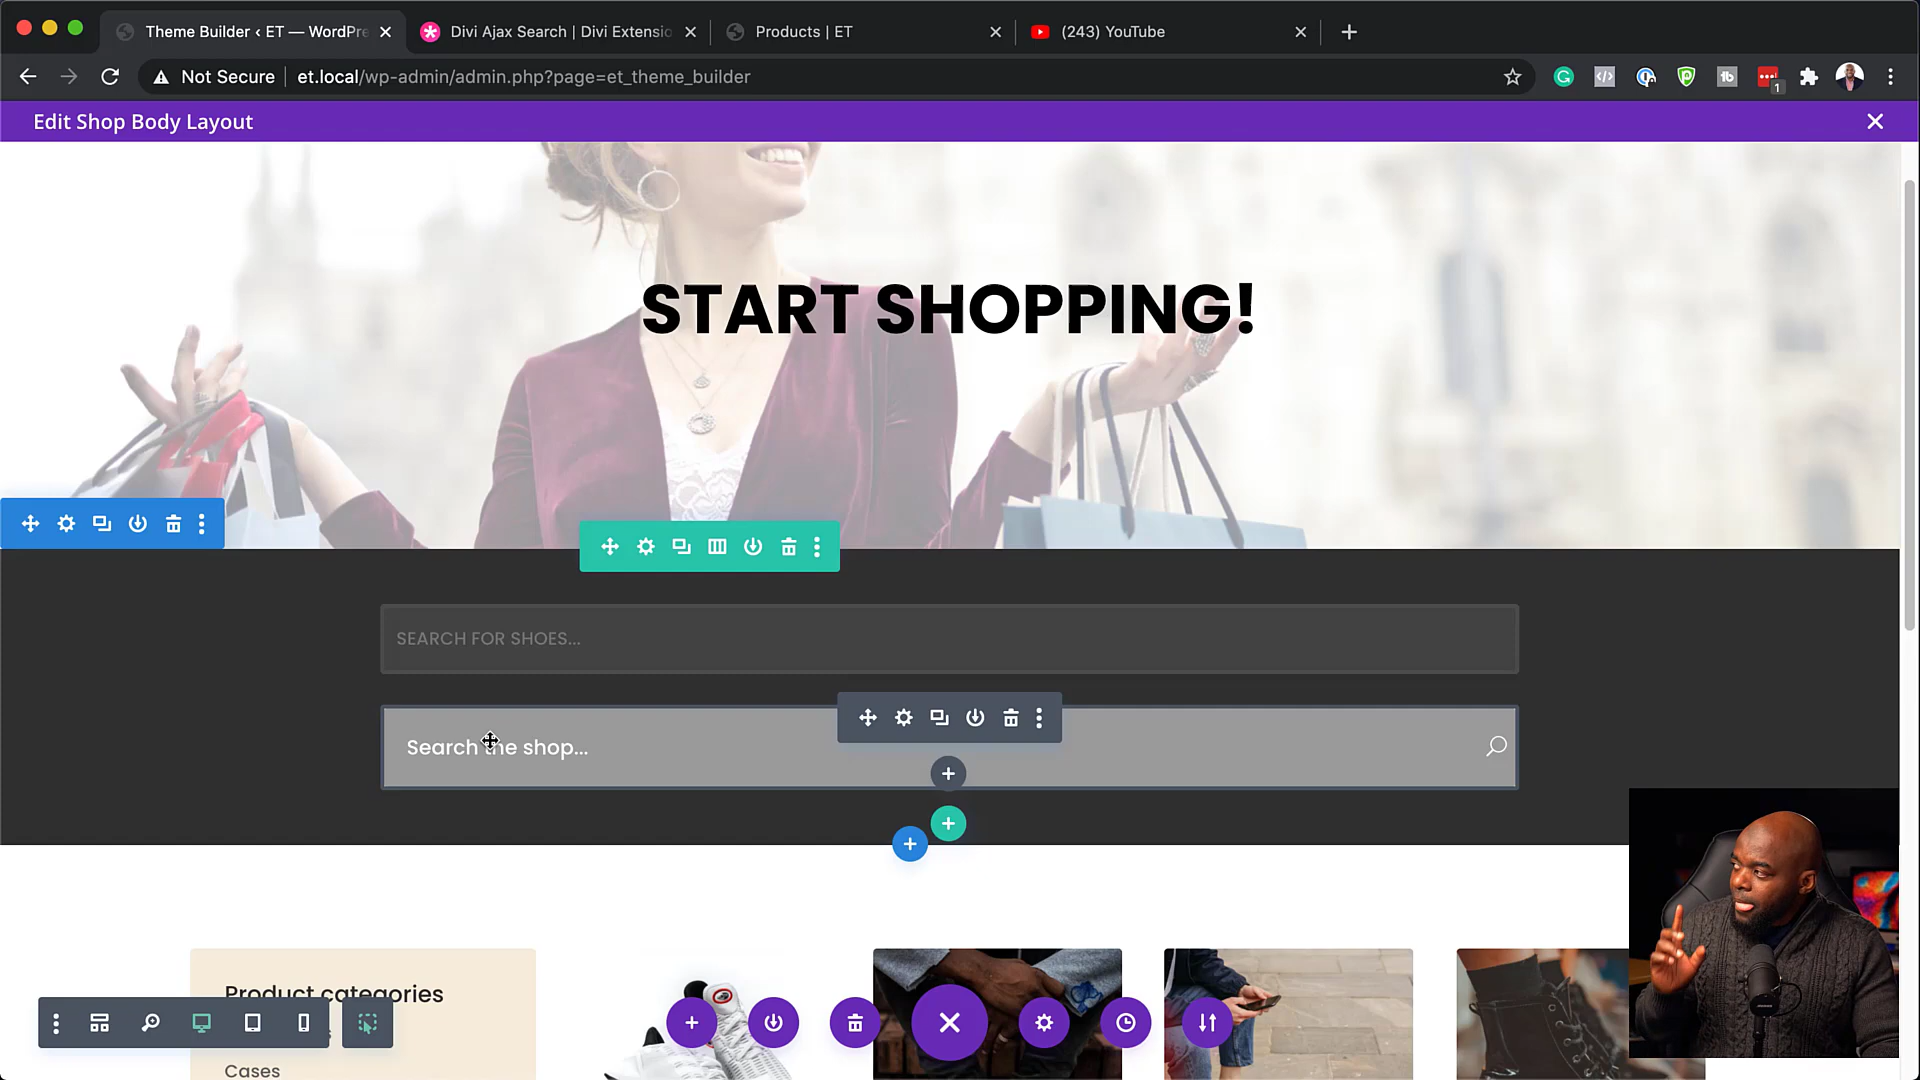 Theme Builder ‹ ET — WordPre
Divi Ajax Search | Divi Extensio
Products | ET
(243) YouTube
Not Secure
et.local/wp-admin/admin.php?page=et_theme_builder
1
Edit Shop Body Layout
START SHOPPING!
SEARCH FOR SHOES...
Search the shop...
Product categories
Cases